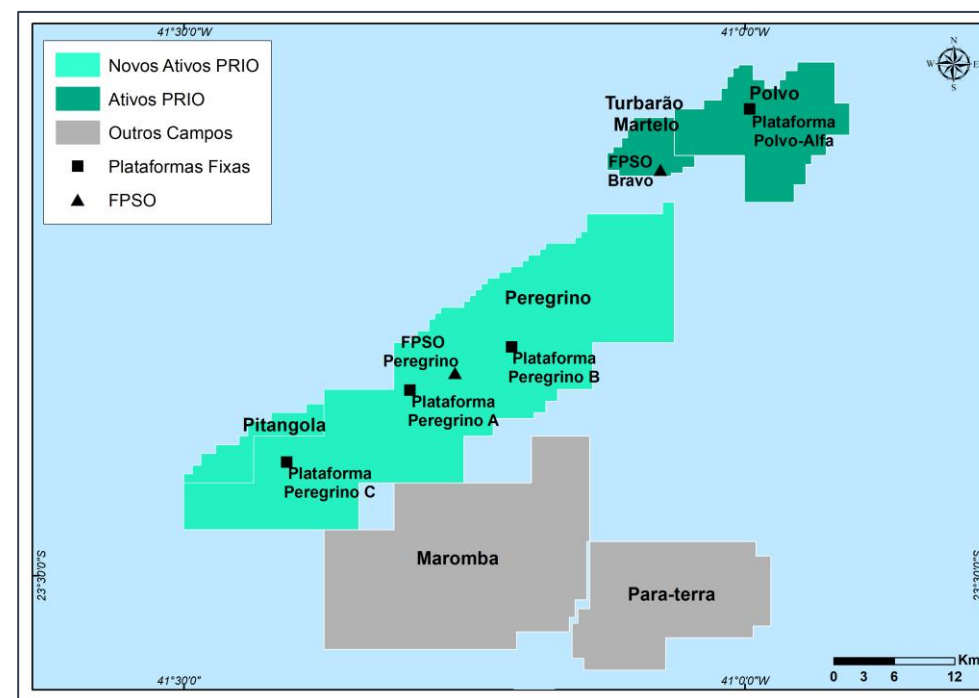 41°30'0"W
41°0'0"W
Novos Ativos PRIO
Ativos PRIO
Outros Campos
Plataformas Fixas
FPSO
N
W
E
S
Polvo
Plataforma
Polvo-Alfa
Turbarão
Martelo
FPSO
Bravo
Peregrino
FPSO
Peregrino
Plataforma
Peregrino B
Plataforma
Peregrino A
Pitangola
Plataforma
Peregrino C
Maromba
Para-terra
23°30'0"S
23°30'0"S
Km
0 3 6 12
41°30'0"
41°0'0"W